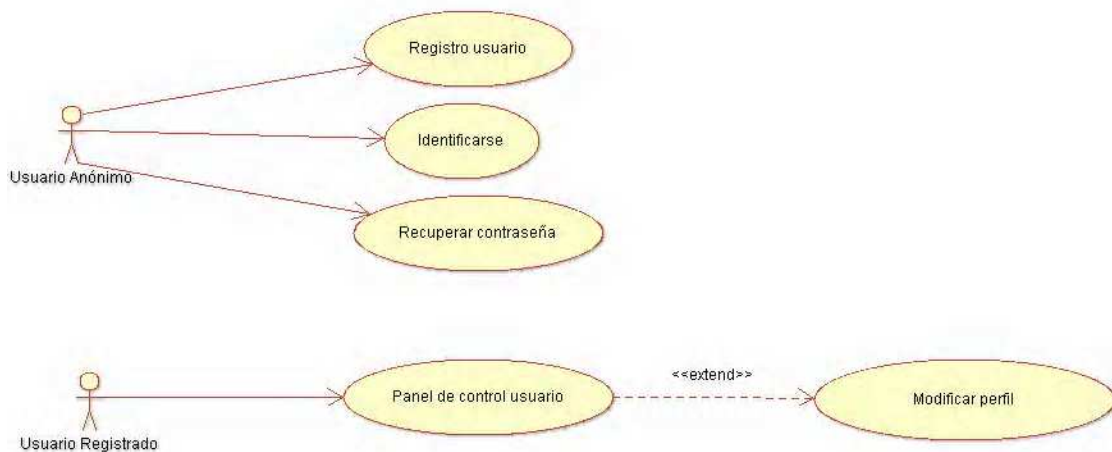 Registro usuario
Identificarse
Usuario Anónimo
Recuperar contraseña
Panel de control usuario
<<extend>>
Modificar perfil
Usuario Registrado